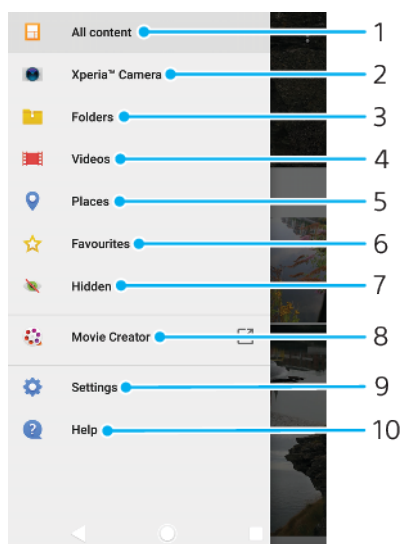 All content 1
Xperia™ Camera 2
Folders 3
Videos 4
Places 5
Favourites 6
Hidden 7
Movie Creator 8
Settings 9
? Help 10